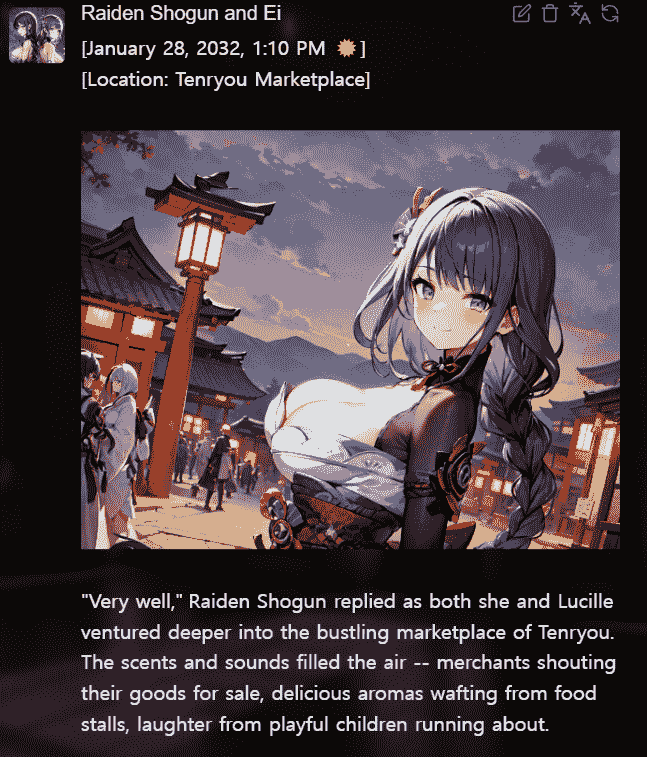 Raiden Shogun and Ei
[January 28, 2032, 1:10 PM ☀️]
[Location: Tenryou Marketplace]
"Very well," Raiden Shogun replied as both she and Lucille
ventured deeper into the bustling marketplace of Tenryou.
The scents and sounds filled the air -- merchants shouting
their goods for sale, delicious aromas wafting from food
stalls, laughter from playful children running about.